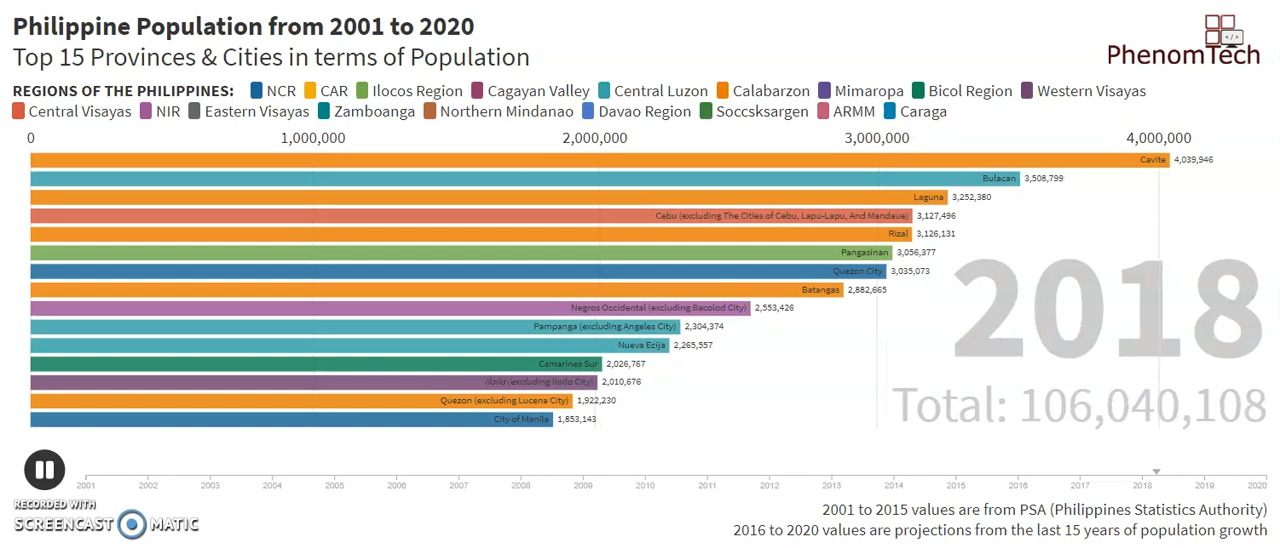 Philippine Population from 2001 to 2020
Top 15 Provinces & Cities in terms of Population
PhenomTech
REGIONS OF THE PHILIPPINES: NCR CAR Ilocos Region Cagayan Valley Central Luzon Calabarzon Mimaropa Bicol Region Western Visayas
Central Visayas NIR Eastern Visayas Zamboanga Northern Mindanao Davao Region Soccsksargen ARMM Caraga
0 1,000,000 2,000,000 3,000,000 4,000,000
Cavite 4,039,946
Bulacan 3,508,799
Laguna 3,252,380
Cebu (excluding The Cities of Cebu, Lapu-Lapu, And Mandaue) 3,127,496
Rizal 3,126,131
Pangasinan 3,056,377
Quezon City 3,035,073
Batangas 2,882,665
Negros Occidental (excluding Bacolod City) 2,553,426
Pampanga (excluding Angeles City) 2,304,374
Nueva Ecija 2,265,557
Camarines Sur 2,026,767
(excluding Iloilo City) 2,010,676
Quezon (excluding Lucena City) 1,922,230
City of Manila 1,853,143
2018
Total: 106,040,108
2001 2002 2003 2004 2005 2006 2007 2008 2009 2010 2011 2012 2013 2014 2015 2016 2017 2018 2019 2020
RECORDED WITH
SCREENCAST MATIC
2001 to 2015 values are from PSA (Philippines Statistics Authority)
2016 to 2020 values are projections from the last 15 years of population growth